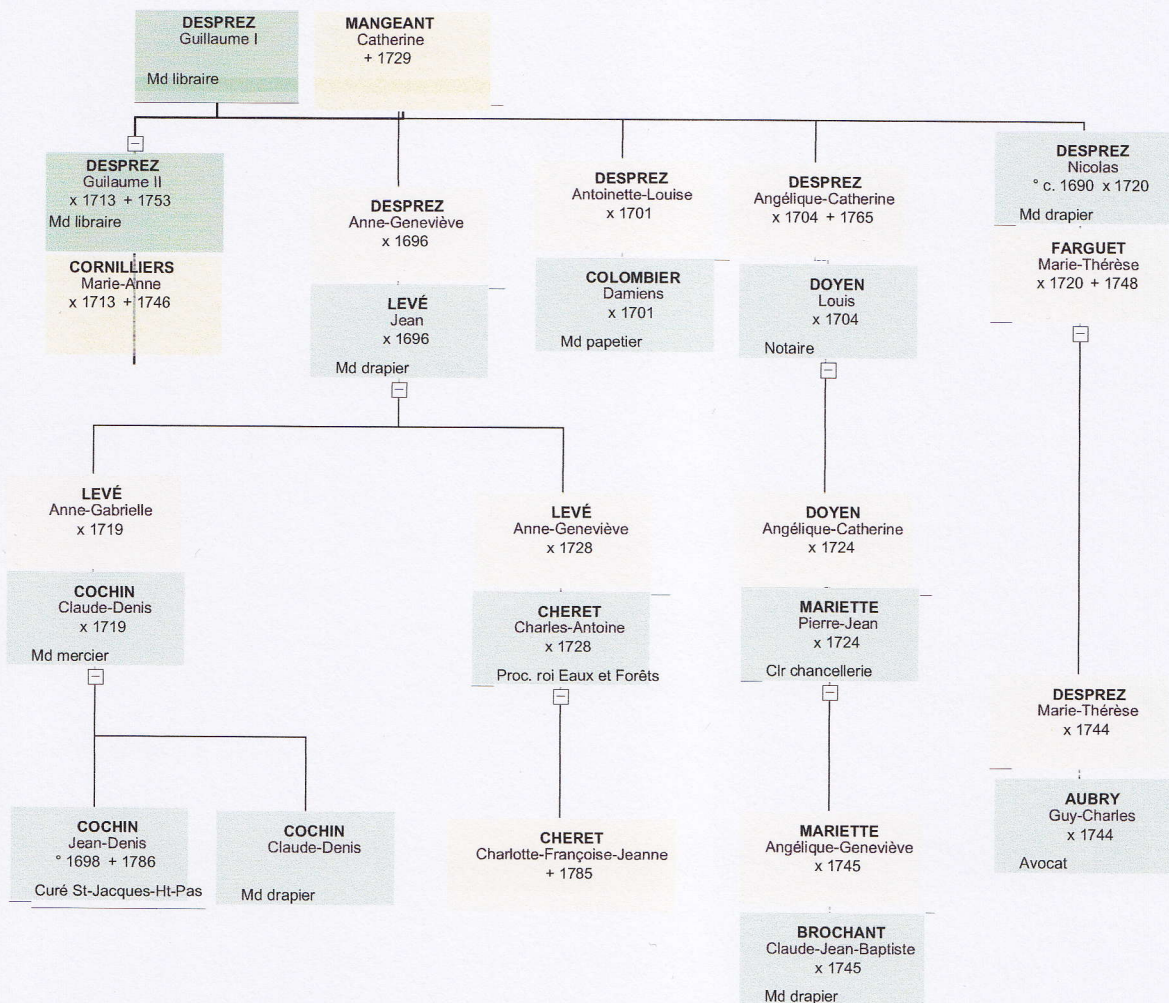 DESPREZ
Guillaume I
Md libraire
MANGEANT
Catherine
+ 1729
DESPREZ
Guilaume II
x 1713 + 1753
Md libraire
CORNILLIERS
Marie-Anne
x 1713 + 1746
DESPREZ
Anne-Geneviève
x 1696
LEVÉ
Jean
x 1696
Md drapier
DESPREZ
Antoinette-Louise
x 1701
COLOMBIER
Damiens
x 1701
Md papetier
DESPREZ
Angélique-Catherine
x 1704 + 1765
DOYEN
Louis
x 1704
Notaire
DESPREZ
Nicolas
° c. 1690 x 1720
Md drapier
FARGUET
Marie-Thérèse
x 1720 + 1748
LEVÉ
Anne-Gabrielle
x 1719
COCHIN
Claude-Denis
x 1719
Md mercier
LEVÉ
Anne-Geneviève
x 1728
CHERET
Charles-Antoine
x 1728
Proc. roi Eaux et Forêts
DOYEN
Angélique-Catherine
x 1724
MARIETTE
Pierre-Jean
x 1724
Clr chancellerie
DESPREZ
Marie-Thérèse
x 1744
AUBRY
Guy-Charles
x 1744
Avocat
COCHIN
Jean-Denis
° 1698 + 1786
Curé St-Jacques-Ht-Pas
COCHIN
Claude-Denis
Md drapier
CHERET
Charlotte-Françoise-Jeanne
+ 1785
MARIETTE
Angélique-Geneviève
x 1745
BROCHANT
Claude-Jean-Baptiste
x 1745
Md drapier